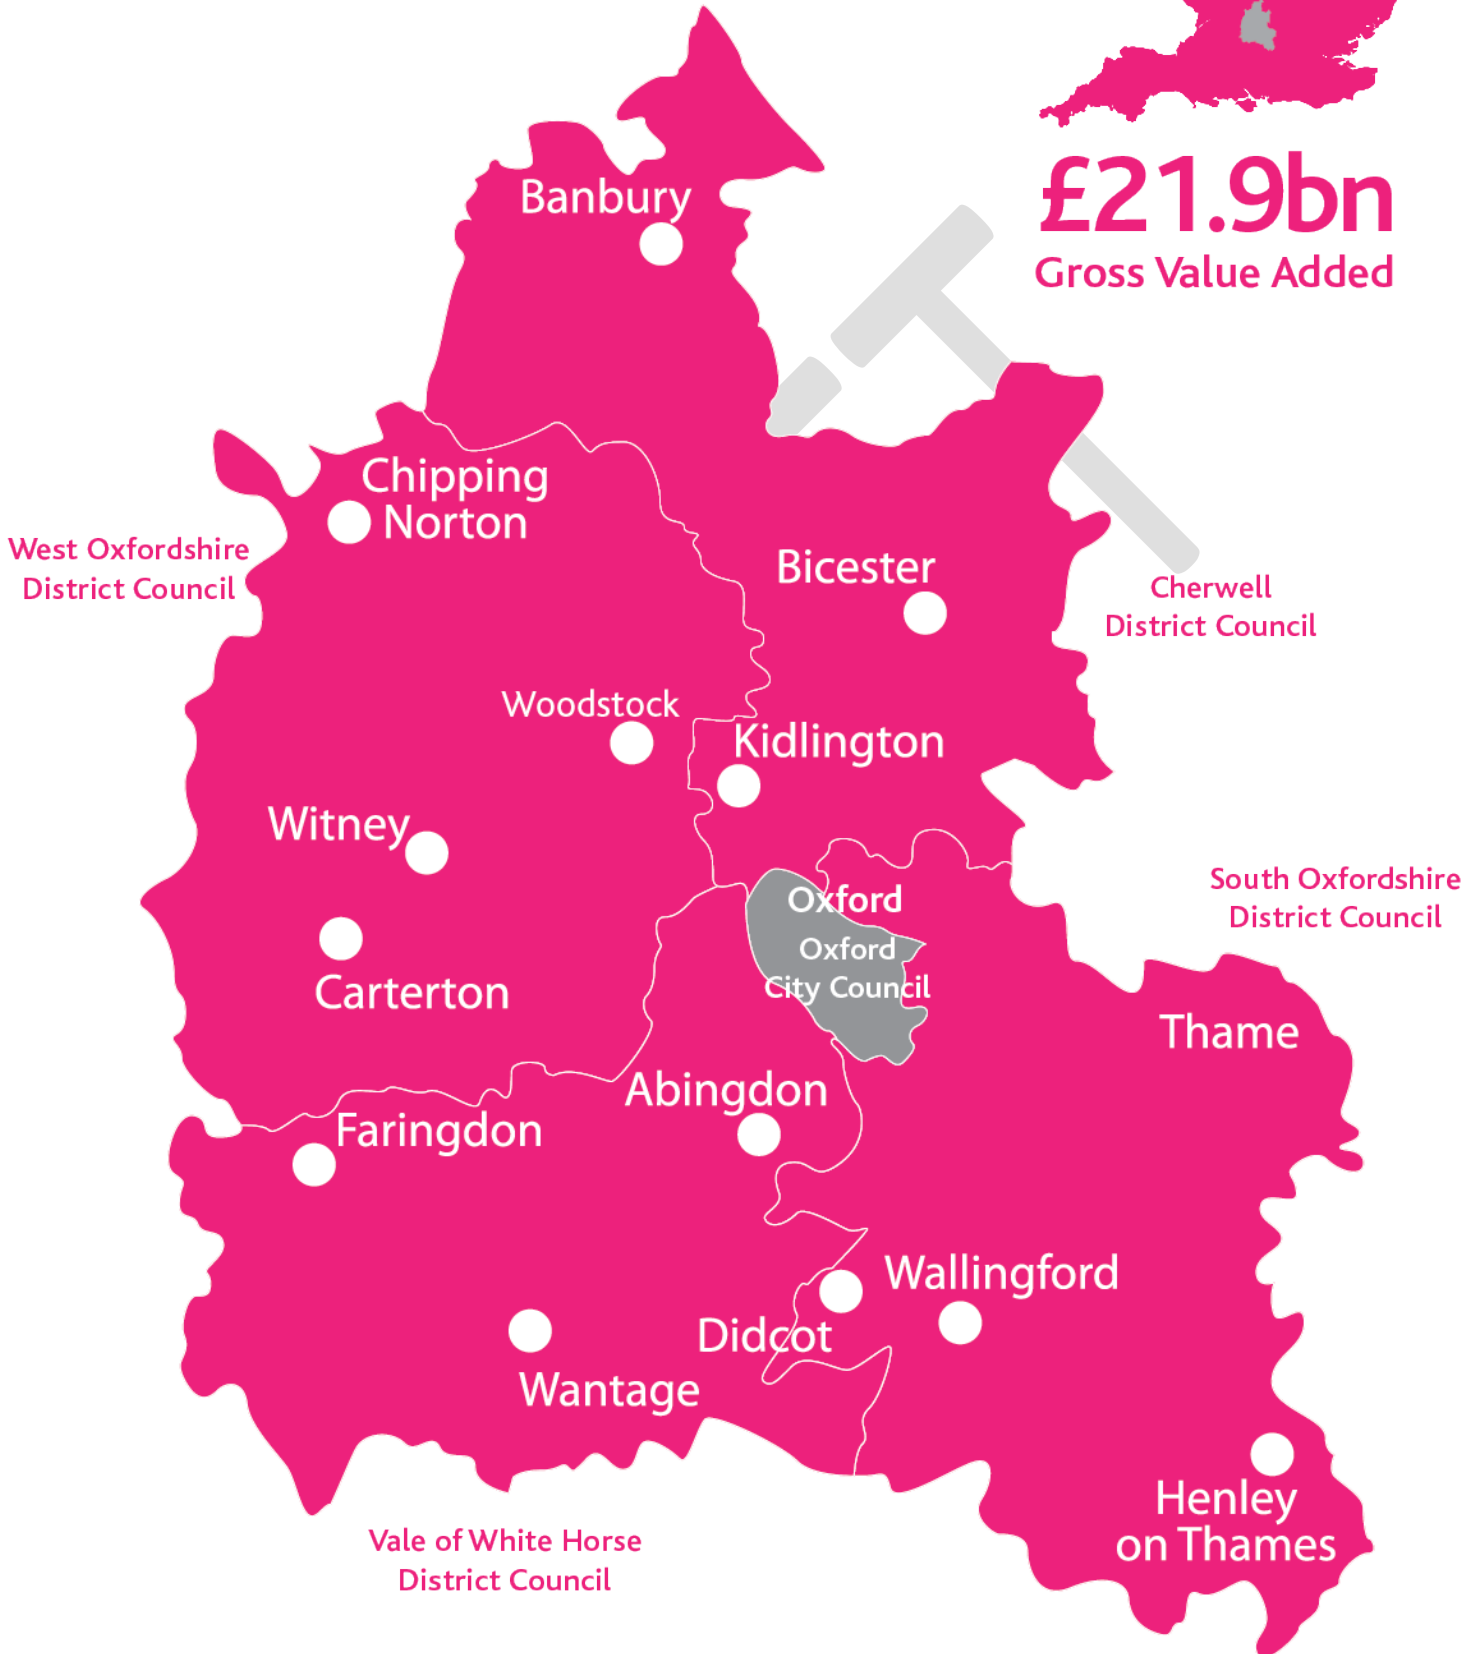 Banbury
£21.9bn
Gross Value Added
Chipping
Norton
West Oxfordshire
District Council
Bicester
Cherwell
District Council
Woodstock
Kidlington
Witney
Oxford
South Oxfordshire
District Council
Oxford
City Council
Carterton
Thame
Abingdon
Faringdon
Wallingford
Didcot
Wantage
Henley
on Thames
Vale of White Horse
District Council